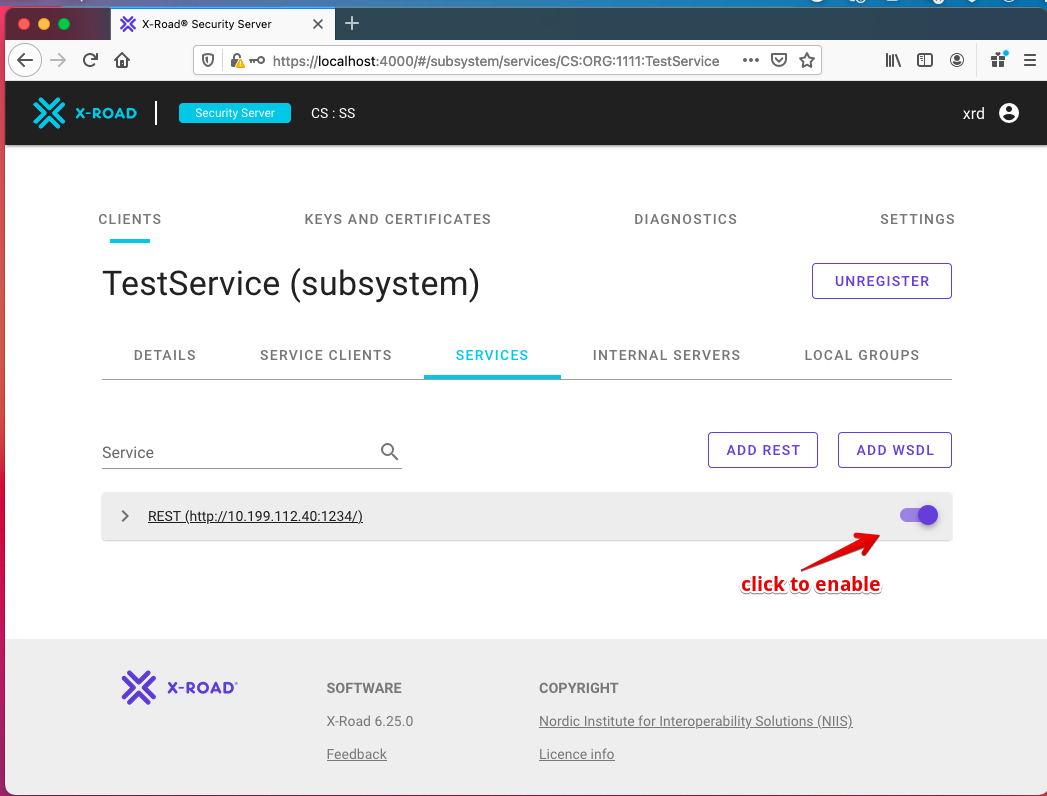 X-Road® Security Server
https://localhost:4000/#/subsystem/services/CS:ORG:1111:TestService
X-ROAD Security Server CS : SS xrd
CLIENTS KEYS AND CERTIFICATES DIAGNOSTICS SETTINGS
TestService (subsystem) UNREGISTER
DETAILS SERVICE CLIENTS SERVICES INTERNAL SERVERS LOCAL GROUPS
Service ADD REST ADD WSDL
REST (http://10.199.112.40:1234/)
click to enable
X-ROAD® SOFTWARE COPYRIGHT
X-Road 6.25.0 Nordic Institute for Interoperability Solutions (NIIS)
Feedback Licence info